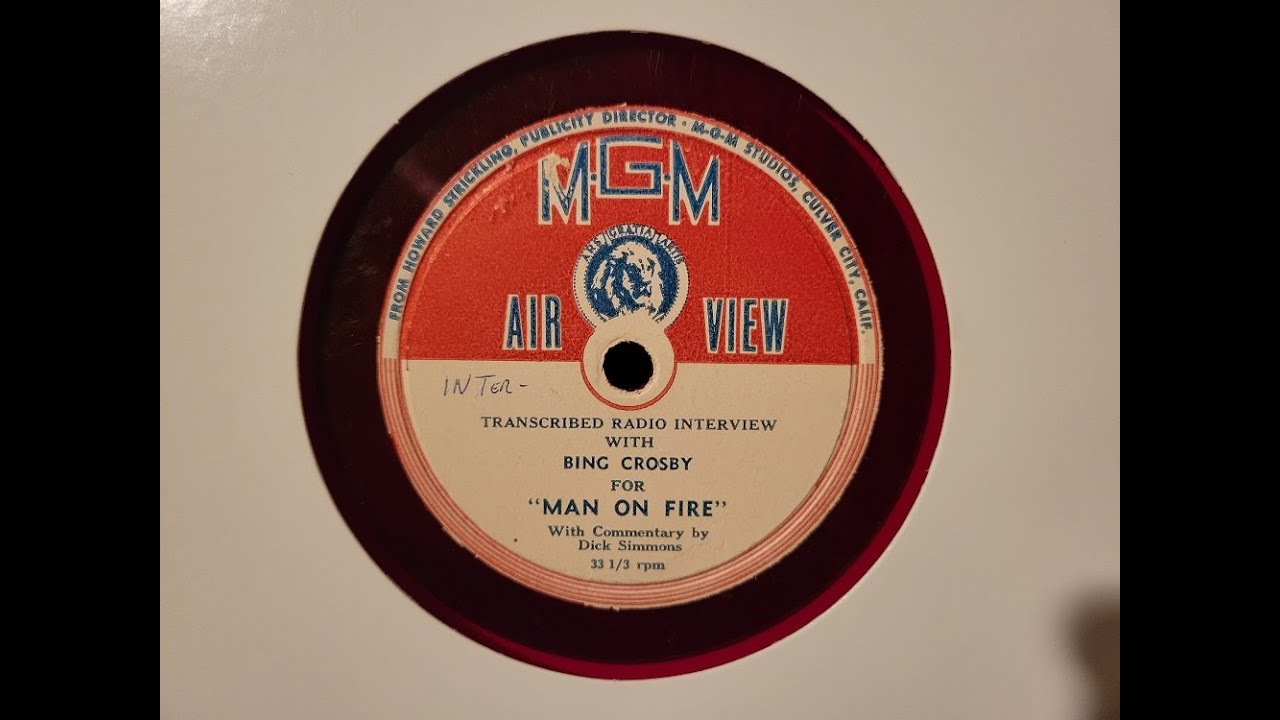 FROM HOWARD STRICKLING, PUBLICITY DIRECTOR · M-G-M STUDIOS, CULVER CITY, CALIF.
M·G·M
ARS GRATIA ARTIS
AIR VIEW
INTER-
TRANSCRIBED RADIO INTERVIEW
WITH
BING CROSBY
FOR
“MAN ON FIRE”
With Commentary by
Dick Simmons
33 1/3 rpm